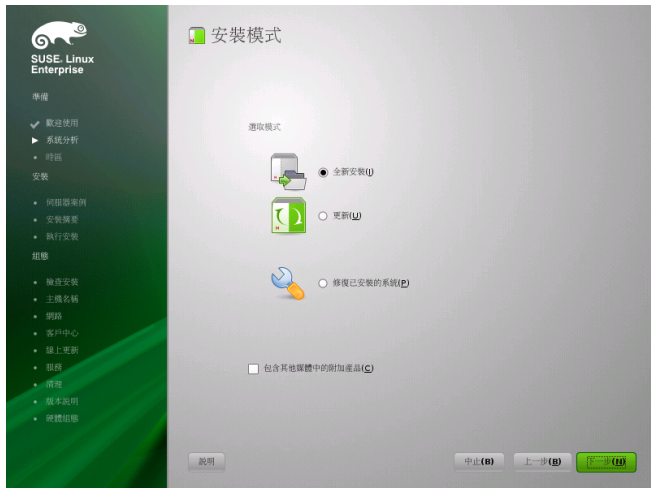 SUSE. Linux
Enterprise
準備
歡迎使用
系統分析
時區
安裝
伺服器案例
安裝摘要
執行安裝
組態
檢查安裝
主機名稱
網路
客戶中心
線上更新
服務
清理
版本說明
硬體組態
安裝模式
選取模式
全新安裝(I)
更新(U)
修復已安裝的系統(P)
包含其他媒體中的附加產品(C)
說明
中止(B)
上一步(B)
下一步(N)